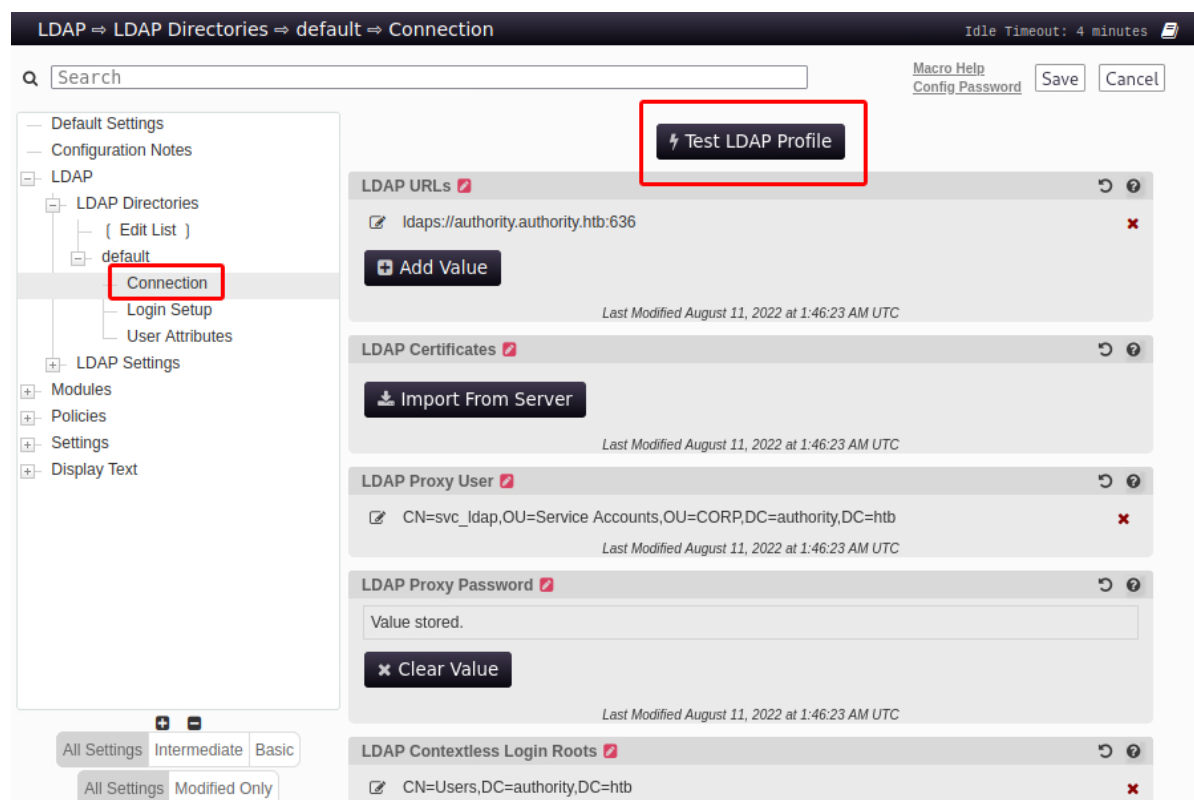 LDAP ⇨ LDAP Directories ⇨ default ⇨ Connection
Idle Timeout: 4 minutes
Search
Macro Help
Config Password
Save
Cancel
Default Settings
Configuration Notes
LDAP
LDAP Directories
[ Edit List ]
default
Connection
Login Setup
User Attributes
LDAP Settings
Modules
Policies
Settings
Display Text
All Settings Intermediate Basic
All Settings Modified Only
Test LDAP Profile
LDAP URLs
ldaps://authority.authority.htb:636
Add Value
Last Modified August 11, 2022 at 1:46:23 AM UTC
LDAP Certificates
Import From Server
Last Modified August 11, 2022 at 1:46:23 AM UTC
LDAP Proxy User
CN=svc_ldap,OU=Service Accounts,OU=CORP,DC=authority,DC=htb
Last Modified August 11, 2022 at 1:46:23 AM UTC
LDAP Proxy Password
Value stored.
Clear Value
Last Modified August 11, 2022 at 1:46:23 AM UTC
LDAP Contextless Login Roots
CN=Users,DC=authority,DC=htb